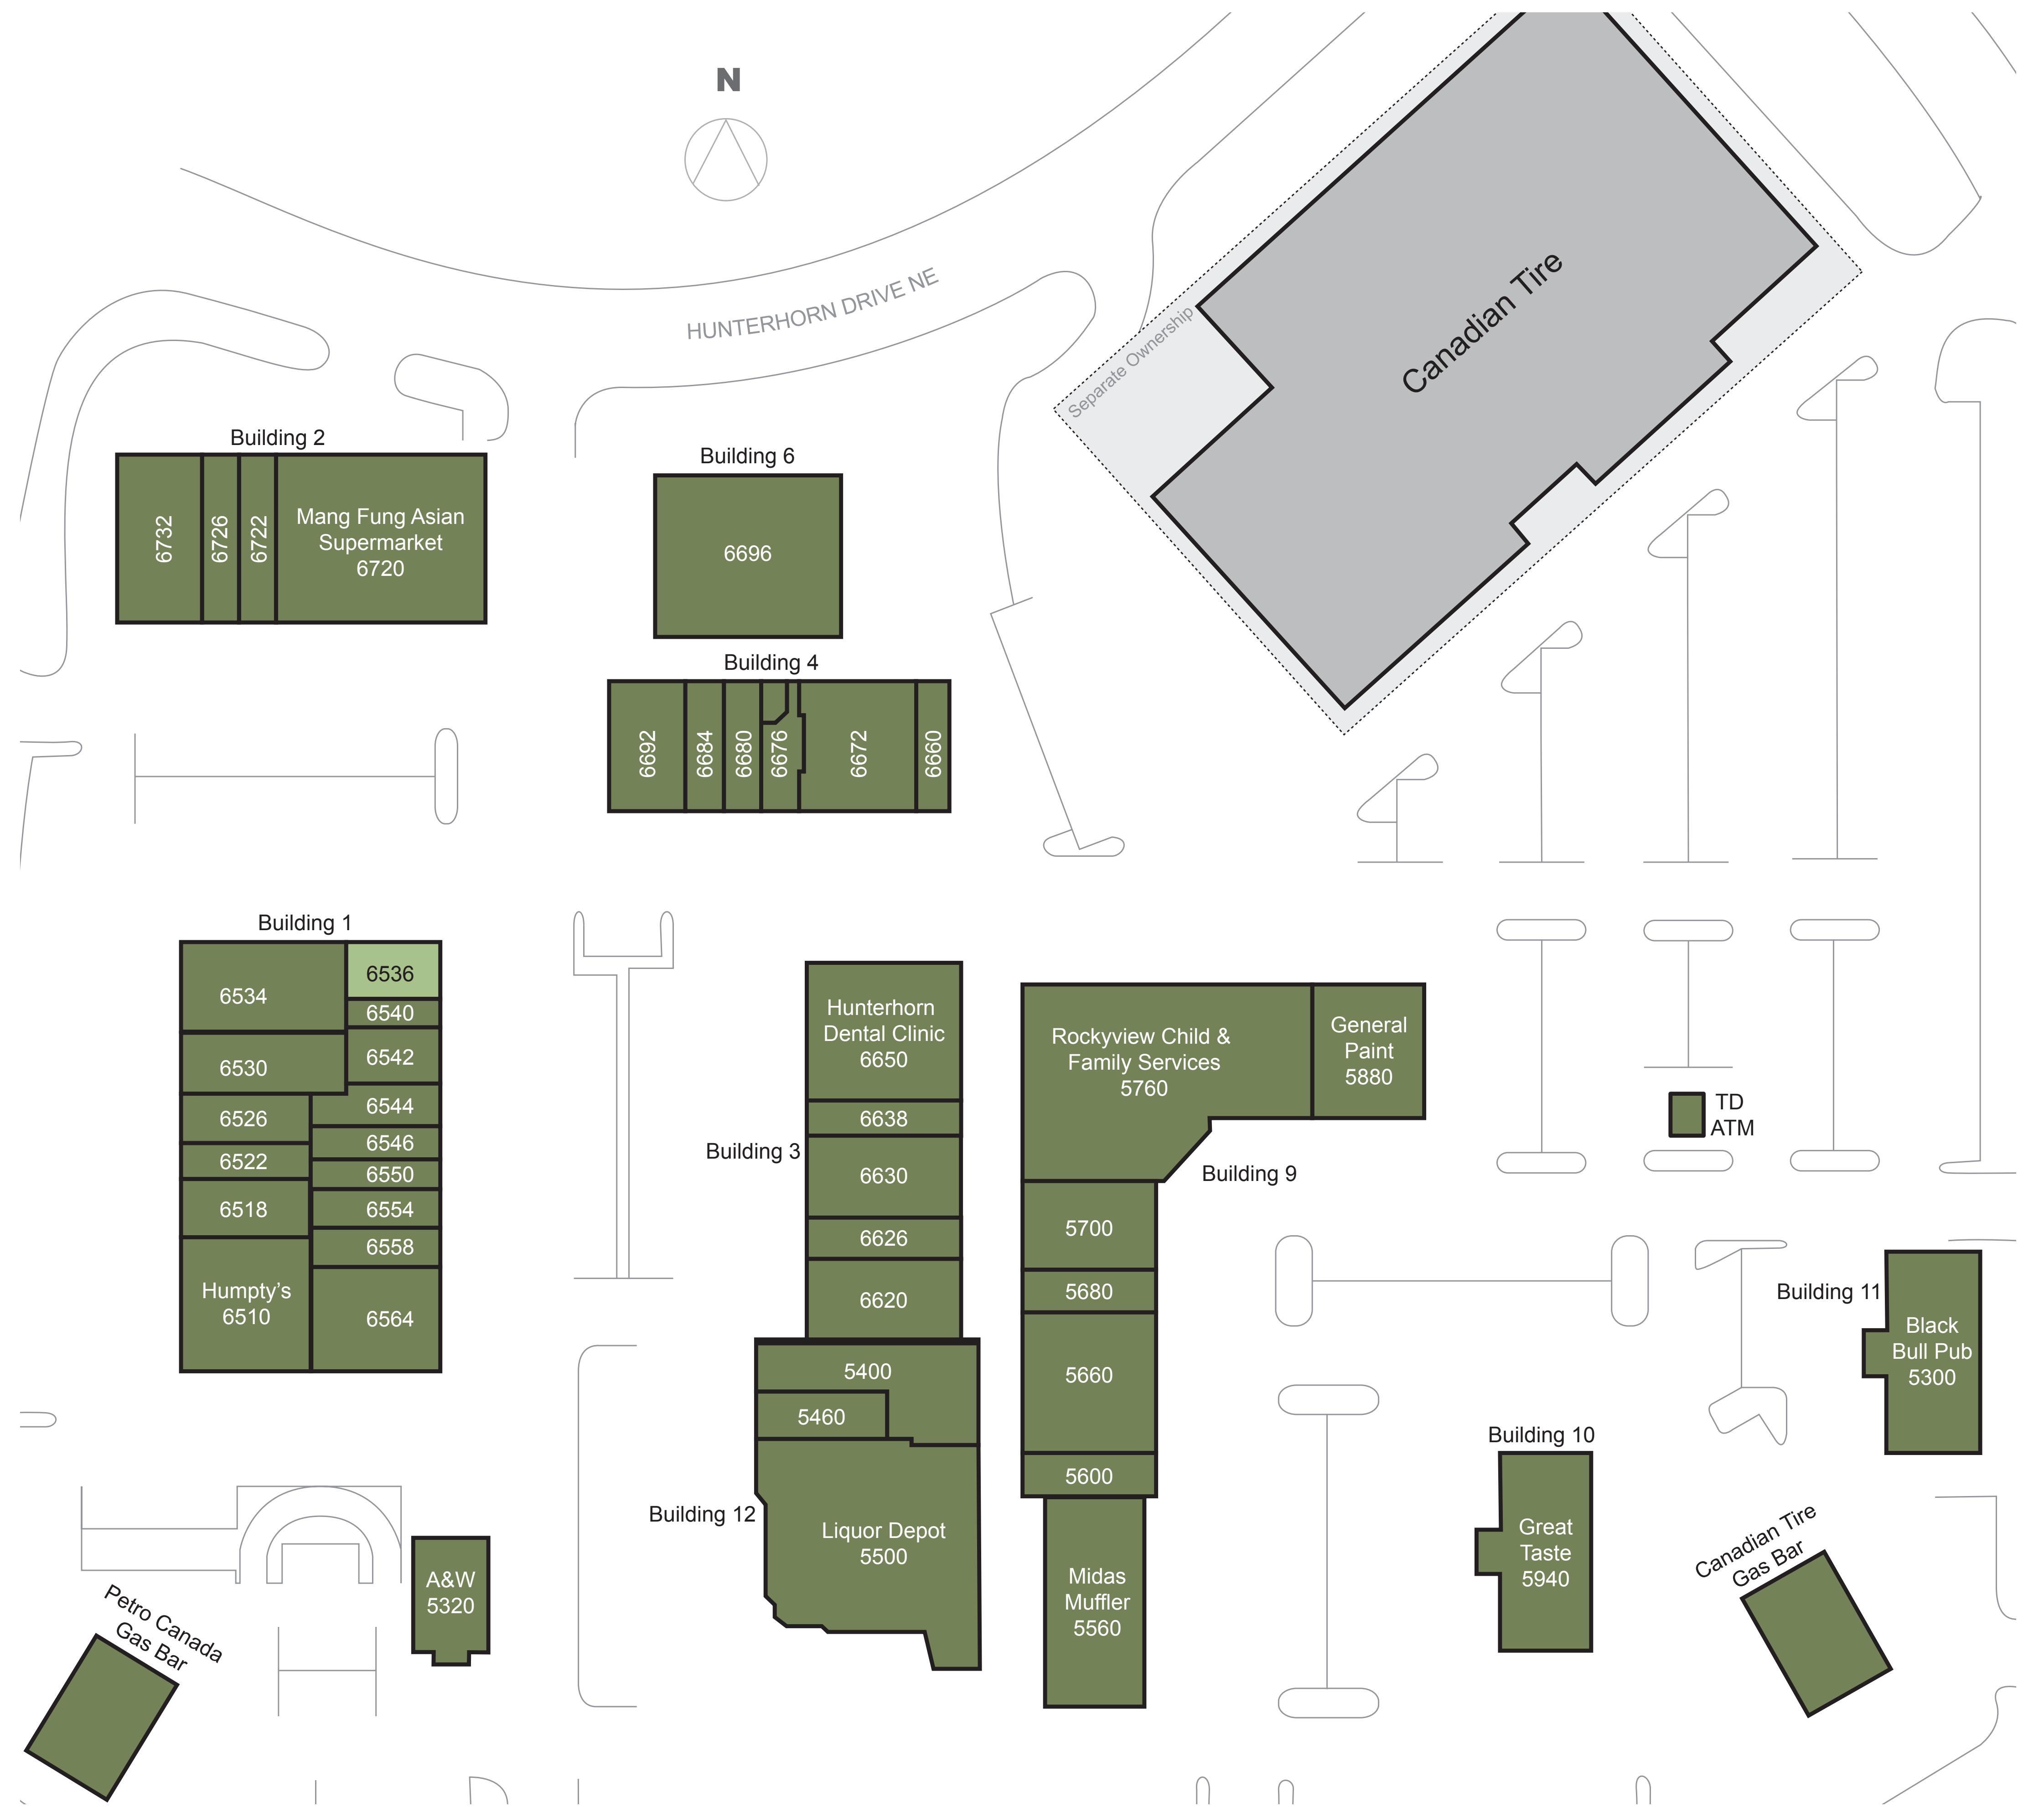 N
HUNTERHORN DRIVE NE
Separate Ownership
Canadian Tire
Building 2
6732
6726
6722
Mang Fung Asian
Supermarket
6720
Building 6
6696
Building 4
6692
6684
6680
6676
6672
6660
Building 1
6534
6536
6540
6530
6542
6526
6544
6546
6522
6550
6518
6554
6558
Humpty’s
6510
6564
Building 3
Hunterhorn
Dental Clinic
6650
6638
6630
6626
6620
Building 9
Rockyview Child &
Family Services
5760
General
Paint
5880
5700
5680
5660
5600
Midas
Muffler
5560
TD
ATM
Building 12
5400
5460
Liquor Depot
5500
Building 11
Black
Bull Pub
5300
Building 10
Great
Taste
5940
Canadian Tire
Gas Bar
A&W
5320
Petro Canada
Gas Bar